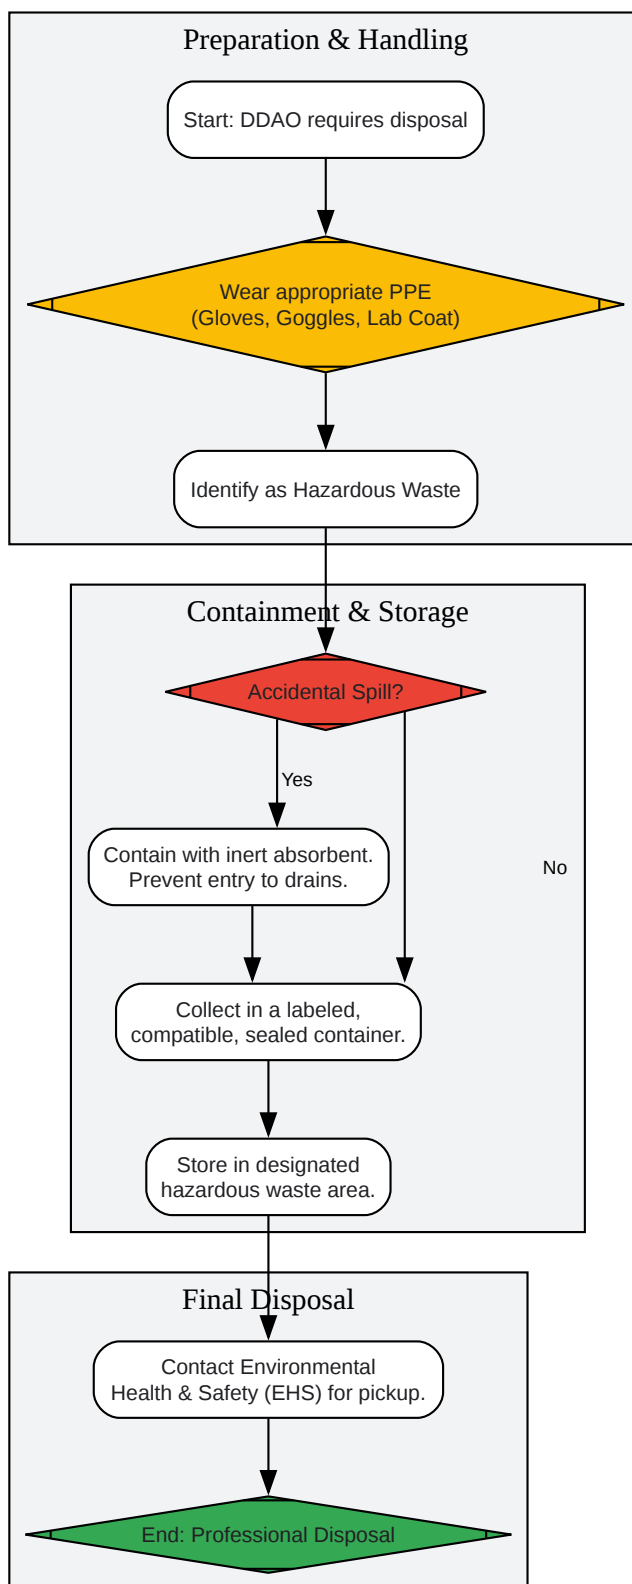 Preparation & Handling
Start: DDAO requires disposal
Wear appropriate PPE
(Gloves, Goggles, Lab Coat)
Identify as Hazardous Waste
Containment & Storage
Accidental Spill?
Yes
Contain with inert absorbent.
Prevent entry to drains.
No
Collect in a labeled,
compatible, sealed container.
Store in designated
hazardous waste area.
Final Disposal
Contact Environmental
Health & Safety (EHS) for pickup.
End: Professional Disposal